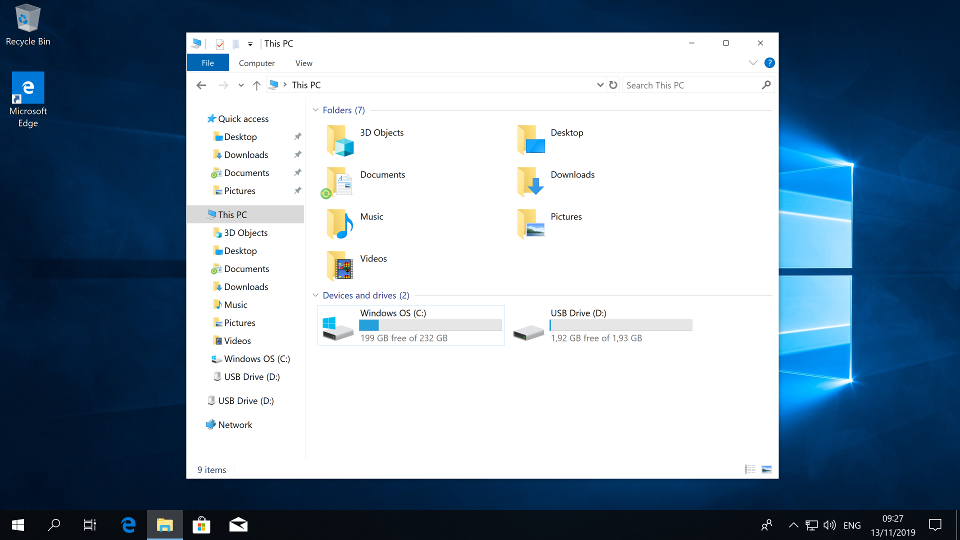 Recycle Bin
Microsoft
Edge
This PC
File
Computer
View
This PC
Search This PC
Quick access
Desktop
Downloads
Documents
Pictures
This PC
3D Objects
Desktop
Documents
Downloads
Music
Pictures
Videos
Windows OS (C:)
USB Drive (D:)
USB Drive (D:)
Network
Folders (7)
3D Objects
Desktop
Documents
Downloads
Music
Pictures
Videos
Devices and drives (2)
Windows OS (C:)
199 GB free of 232 GB
USB Drive (D:)
1,92 GB free of 1,93 GB
9 items
ENG
09:27
13/11/2019